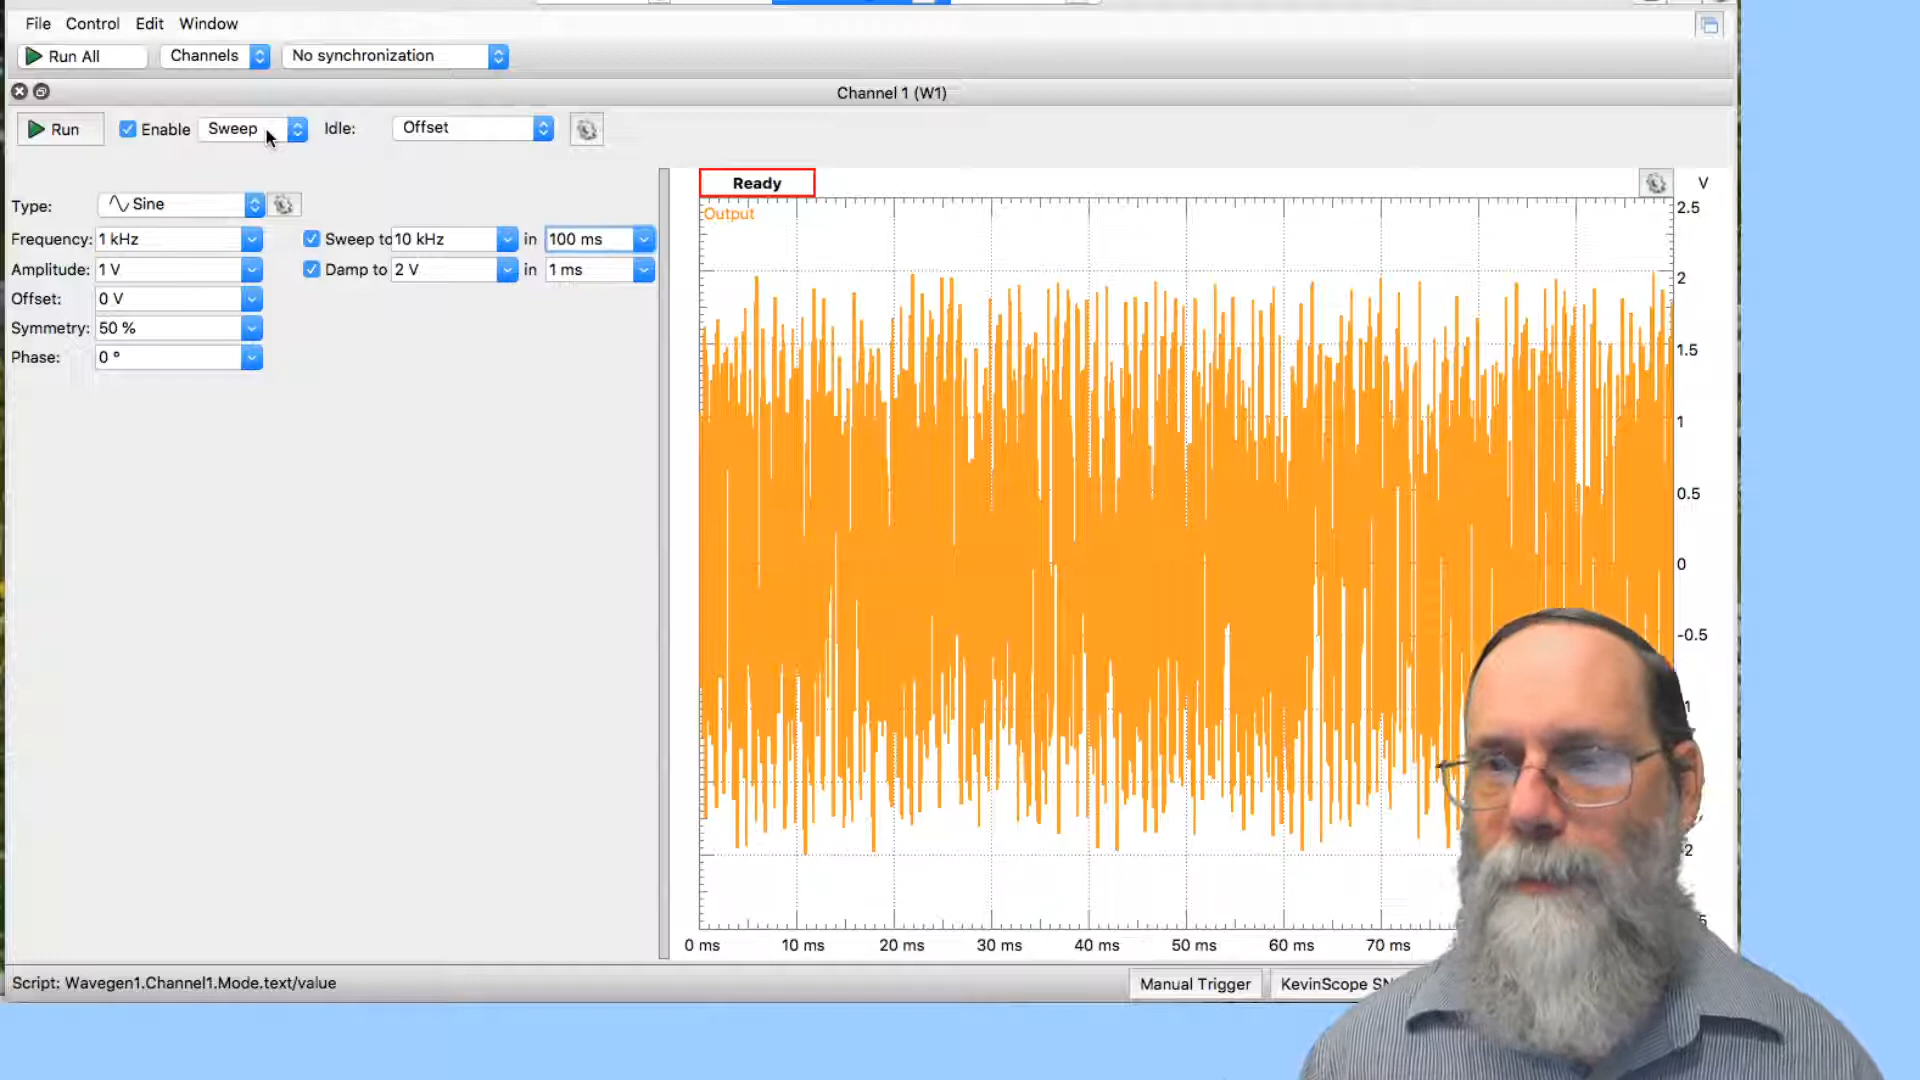 File Control Edit Window
Run All Channels No synchronization
Channel 1 (W1)
Run Enable Sweep Idle: Offset
Ready V
Type: Sine
Output 2.5
Frequency: 1 kHz Sweep to 10 kHz in 100 ms
Amplitude: 1 V Damp to 2 V in 1 ms
2
Offset: 0 V
Symmetry: 50 %
1.5
Phase: 0 º
1
0.5
0
-0.5
1
2
0 ms 10 ms 20 ms 30 ms 40 ms 50 ms 60 ms 70 ms
Script: Wavegen1.Channel1.Mode.text/value Manual Trigger KevinScope